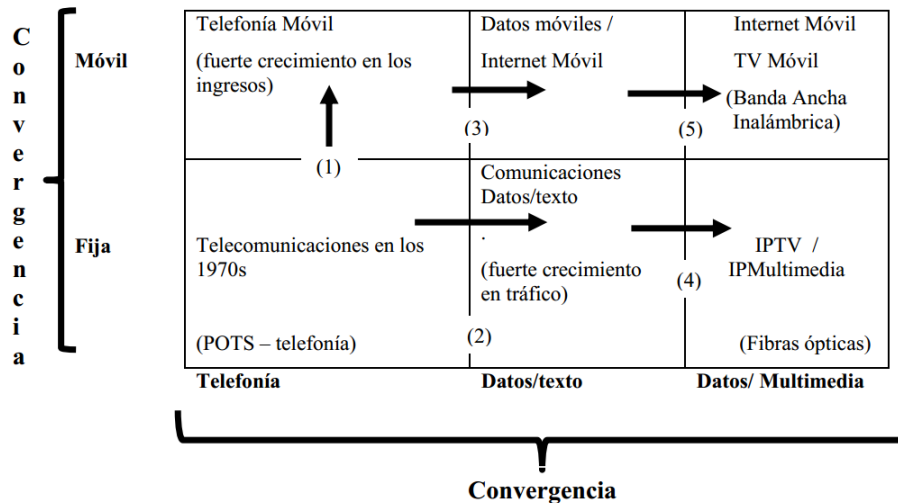 Convergencia
Móvil
Telefonía Móvil
(fuerte crecimiento en los
ingresos)
(1)
Datos móviles /
Internet Móvil
(3)
Internet Móvil
TV Móvil
(Banda Ancha
Inalámbrica)
(5)
Fija
Telecomunicaciones en los
1970s
(POTS – telefonía)
(2)
Comunicaciones
Datos/texto
.
(fuerte crecimiento
en tráfico)
(4)
IPTV /
IPMultimedia
(Fibras ópticas)
Telefonía
Datos/texto
Datos/ Multimedia
Convergencia